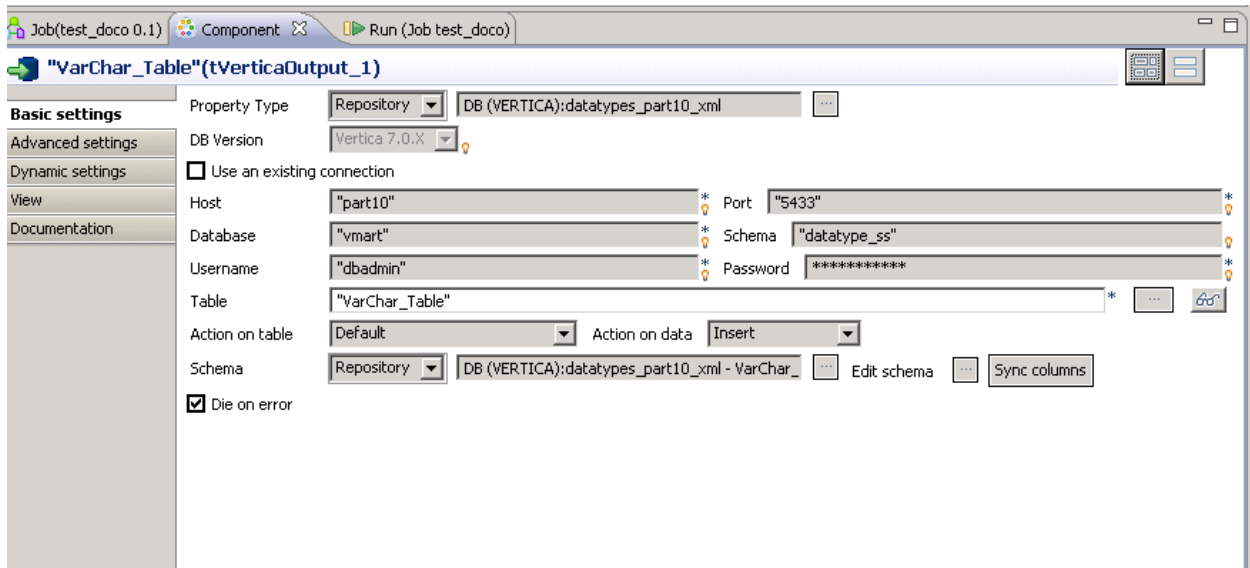 Job(test_doco 0.1) Component Run (Job test_doco)
"VarChar_Table"(tVerticaOutput_1)
Basic settings
Advanced settings
Dynamic settings
View
Documentation
Property Type Repository DB (VERTICA):datatypes_part10_xml ...
DB Version Vertica 7.0.X
Use an existing connection
Host "part10" * Port "5433" *
Database "vmart" * Schema "datatype_ss"
Username "dbadmin" * Password *********** *
Table "VarChar_Table" * ...
Action on table Default Action on data Insert
Schema Repository DB (VERTICA):datatypes_part10_xml - VarChar_ ... Edit schema ... Sync columns
Die on error